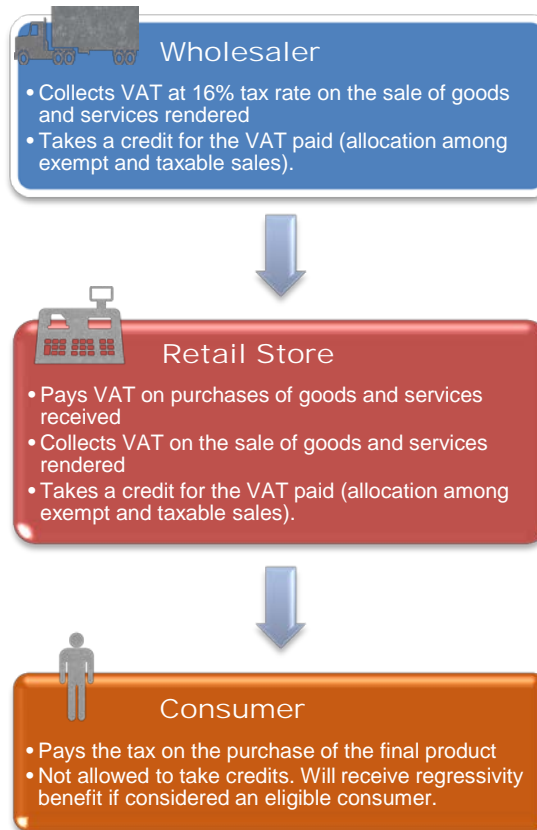 Wholesaler
• Collects VAT at 16% tax rate on the sale of goods
and services rendered
• Takes a credit for the VAT paid (allocation among
exempt and taxable sales).
Retail Store
• Pays VAT on purchases of goods and services
received
• Collects VAT on the sale of goods and services
rendered
• Takes a credit for the VAT paid (allocation among
exempt and taxable sales).
Consumer
• Pays the tax on the purchase of the final product
• Not allowed to take credits. Will receive regressivity
benefit if considered an eligible consumer.